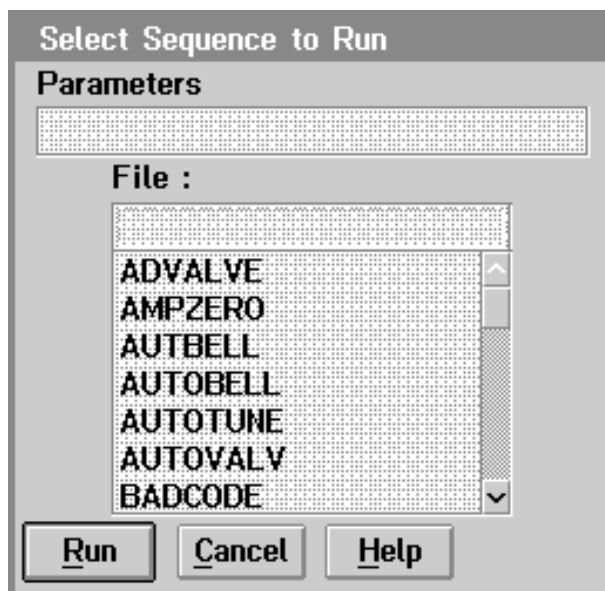 Select Sequence to Run
Parameters
File :
ADVALVE
AMPZERO
AUTBELL
AUTOBELL
AUTOTUNE
AUTOVALV
BADCODE
Run Cancel Help